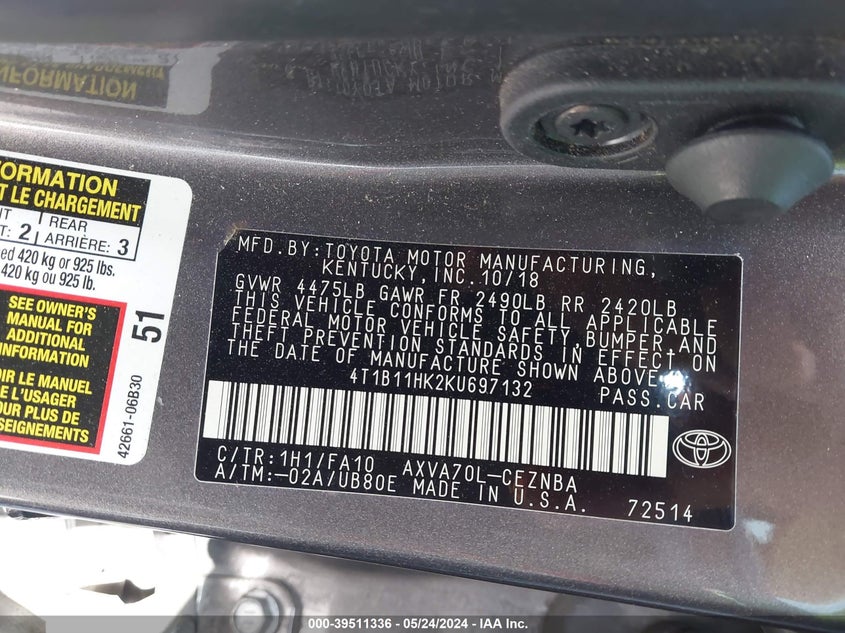 FORMATION
T LE CHARGEMENT
2
REAR
ARRIÈRE: 3
420 kg or 925 lbs.
420 kg ou 925 lb.
SEE OWNER'S
MANUAL FOR
ADDITIONAL
INFORMATION
LE MANUEL
DE L'USAGER
POUR PLUS DE
51
42661-06B30
MFD.BY:TOYOTA MOTOR MANUFACTURING,
KENTUCKY, INC. 10/18
GVWR 4475LB GAWR FR 2490LB RR 2420LB
THIS VEHICLE CONFORMS TO ALL APPLICABLE
FEDERAL MOTOR VEHICLE SAFETY, BUMPER, AND
THEFT PREVENTION STANDARDS IN EFFECT ON
THE DATE OF MANUFACTURE SHOWN ABOVE.
4T1B11HK2KU697132 PASS.CAR
C/TR:1H1/FA10 AXVA70L-CEZNBA
A/TM:-02A/UB80E MADE IN U.S.A.
72514
000-39511336 - 05/24/2024 - IAA Inc.